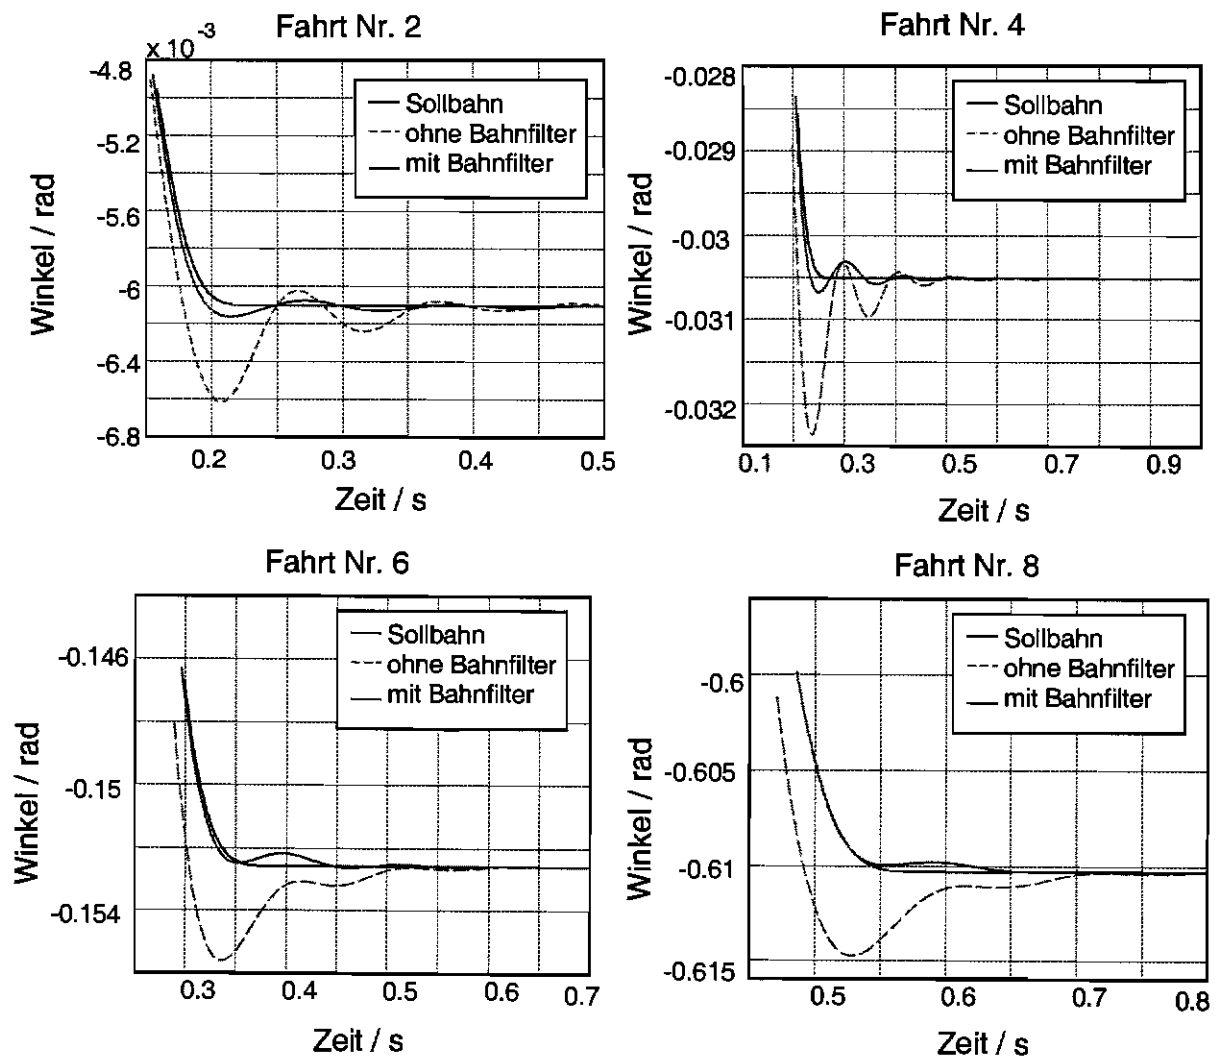 Fahrt Nr. 2
x 10-3
-4.8
-5.2
-5.6
-6
-6.4
-6.8
Winkel / rad
Sollbahn
ohne Bahnfilter
mit Bahnfilter
0.2 0.3 0.4 0.5
Zeit / s
Fahrt Nr. 4
-0.028
-0.029
-0.03
-0.031
-0.032
Winkel / rad
Sollbahn
ohne Bahnfilter
mit Bahnfilter
0.1 0.3 0.5 0.7 0.9
Zeit / s
Fahrt Nr. 6
-0.146
-0.15
-0.154
Winkel / rad
Sollbahn
ohne Bahnfilter
mit Bahnfilter
0.3 0.4 0.5 0.6 0.7
Zeit / s
Fahrt Nr. 8
-0.6
-0.605
-0.61
-0.615
Winkel / rad
Sollbahn
ohne Bahnfilter
mit Bahnfilter
0.5 0.6 0.7 0.8
Zeit / s